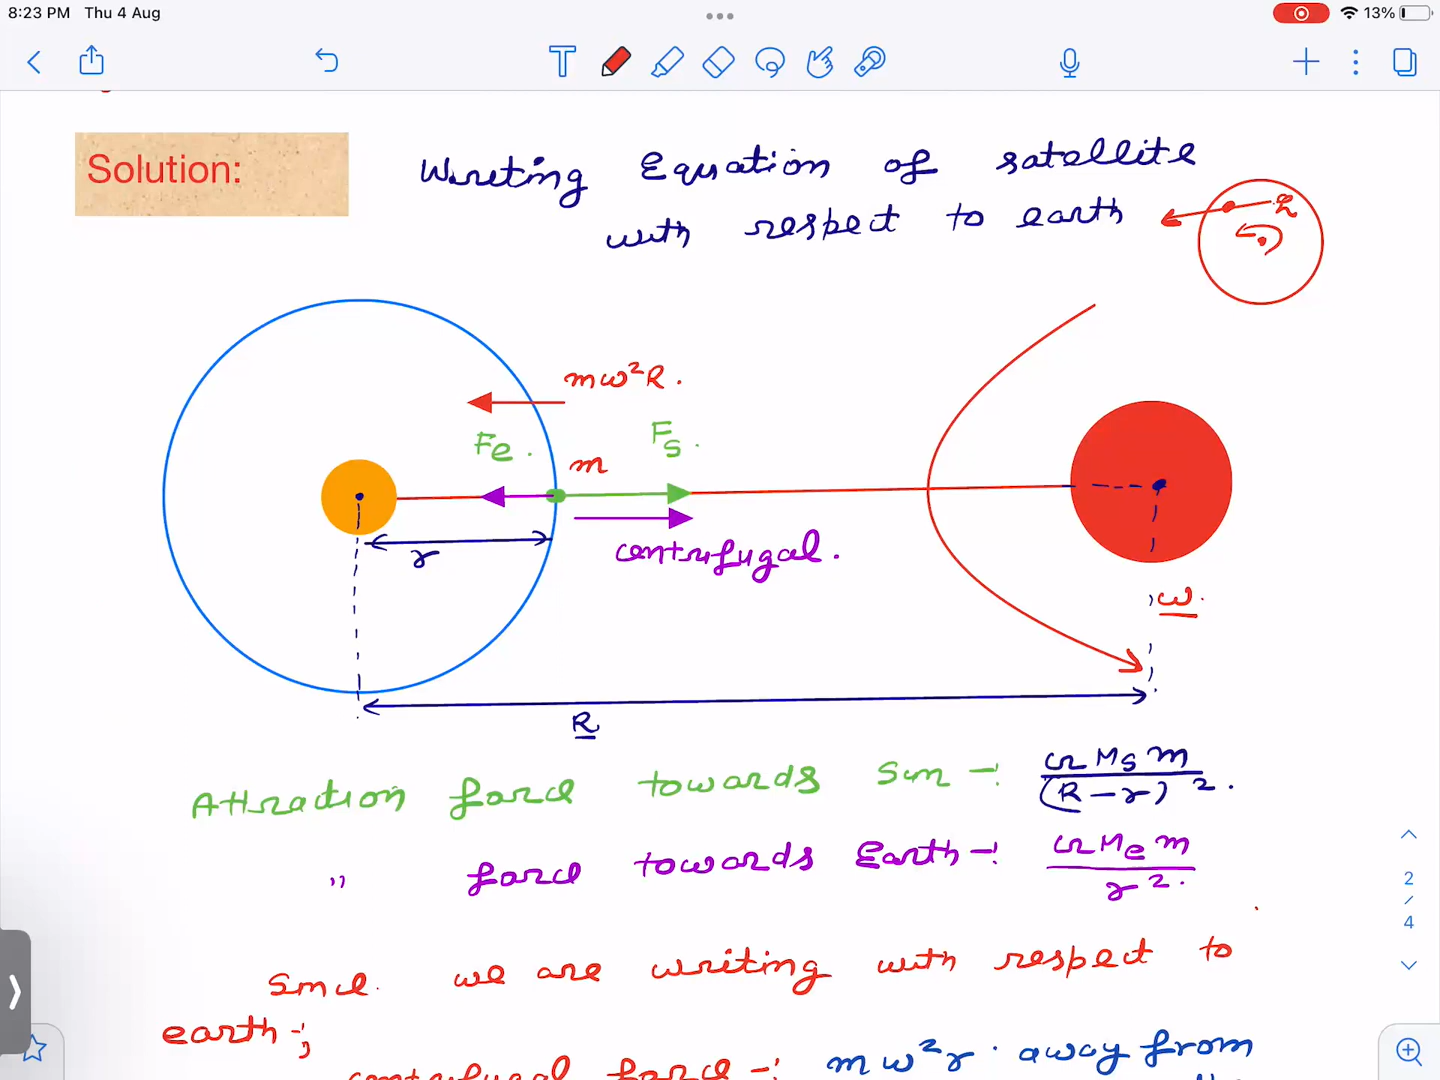 8:23 PM Thu 4 Aug
13%
Solution:
Writing Equation of satellite
with respect to earth
r
mω²R.
Fe.
Fs.
m
r
centrifugal.
ω.
R
Attraction force towards Sun -: GMsm/(R-r)².
" force towards Earth -: GMem/r².
2/4
Since we are writing with respect to
earth -;
centrifugal force -: mω²r. away from